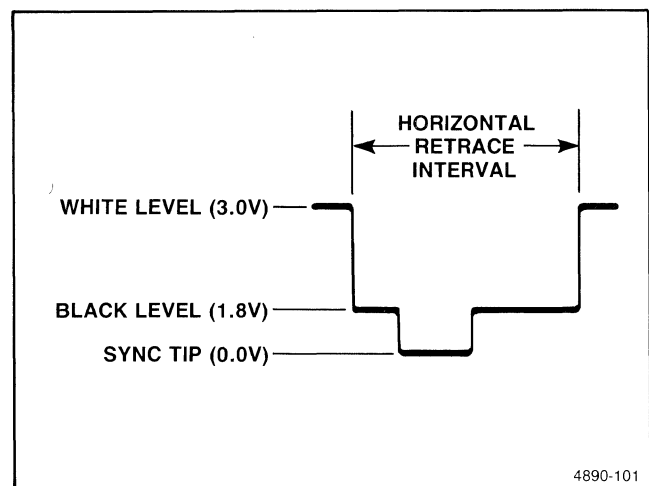 HORIZONTAL
RETRACE
INTERVAL
WHITE LEVEL (3.0V)
BLACK LEVEL (1.8V)
SYNC TIP (0.0V)
4890-101